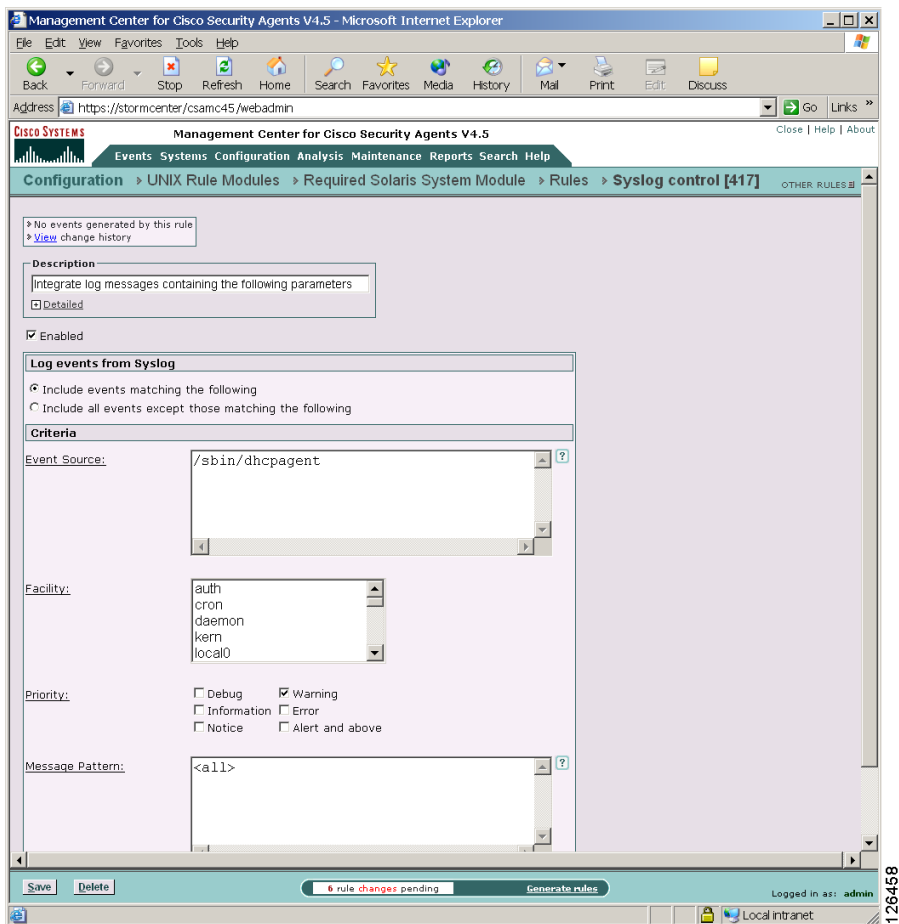 Management Center for Cisco Security Agents V4.5 - Microsoft Internet Explorer
File Edit View Favorites Tools Help
Back Forward Stop Refresh Home Search Favorites Media History Mail Print Edit Discuss
Address https://stormcenter/csamc45/webadmin Go Links »
CISCO SYSTEMS Management Center for Cisco Security Agents V4.5 Close | Help | About
Events Systems Configuration Analysis Maintenance Reports Search Help
Configuration > UNIX Rule Modules > Required Solaris System Module > Rules > Syslog control [417] OTHER RULES
No events generated by this rule
View change history
Description
Integrate log messages containing the following parameters
Detailed
Enabled
Log events from Syslog
Include events matching the following
Include all events except those matching the following
Criteria
Event Source: /sbin/dhcpagent ?
Facility: auth
cron
daemon
kern
local0
Priority: Debug Warning
Information Error
Notice Alert and above
Message Pattern: <all> ?
Save Delete 6 rule changes pending Generate rules Logged in as: admin
Local intranet
126458